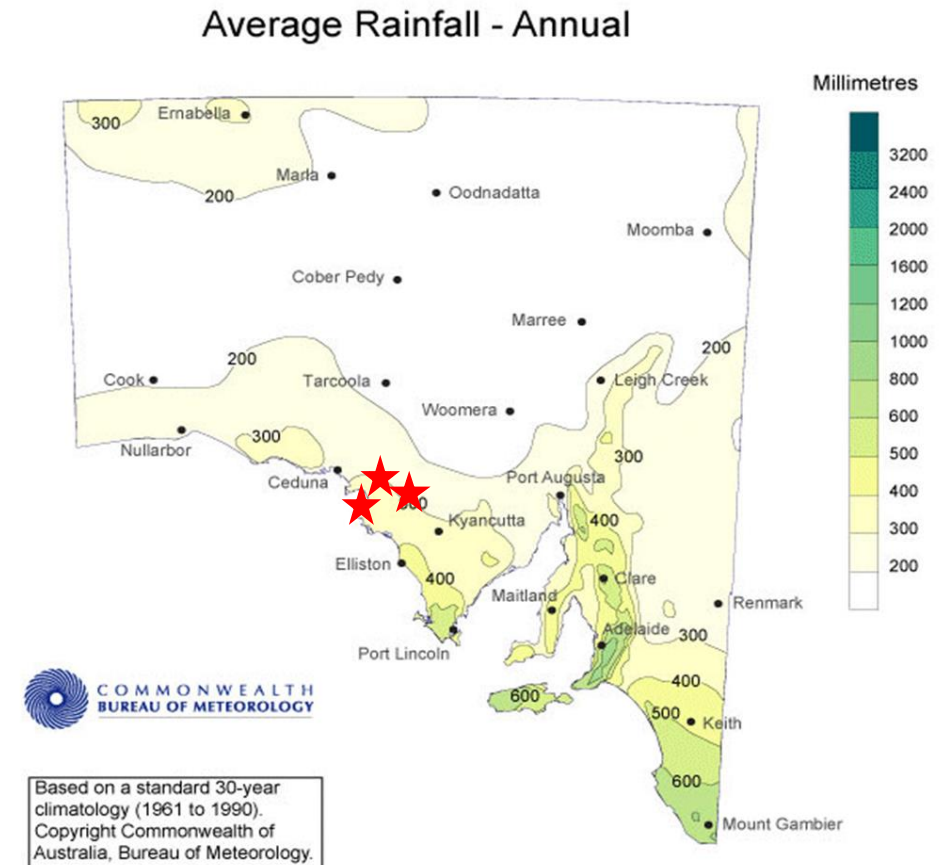 Average Rainfall - Annual
Millimetres
3200
2400
2000
1600
1200
1000
800
600
500
400
300
200
300
Ernabella
Marla
200
Oodnadatta
Moomba
Cober Pedy
Marree
200
200
Cook
Tarcoola
Leigh Creek
Woomera
Nullarbor
300
300
Ceduna
Port Augusta
Kyancutta
400
Elliston
400
Clare
Maitland
Renmark
Adelaide
300
Port Lincoln
400
600
500
Keith
600
Mount Gambier
COMMONWEALTH
BUREAU OF METEOROLOGY
Based on a standard 30-year
climatology (1961 to 1990).
Copyright Commonwealth of
Australia, Bureau of Meteorology.